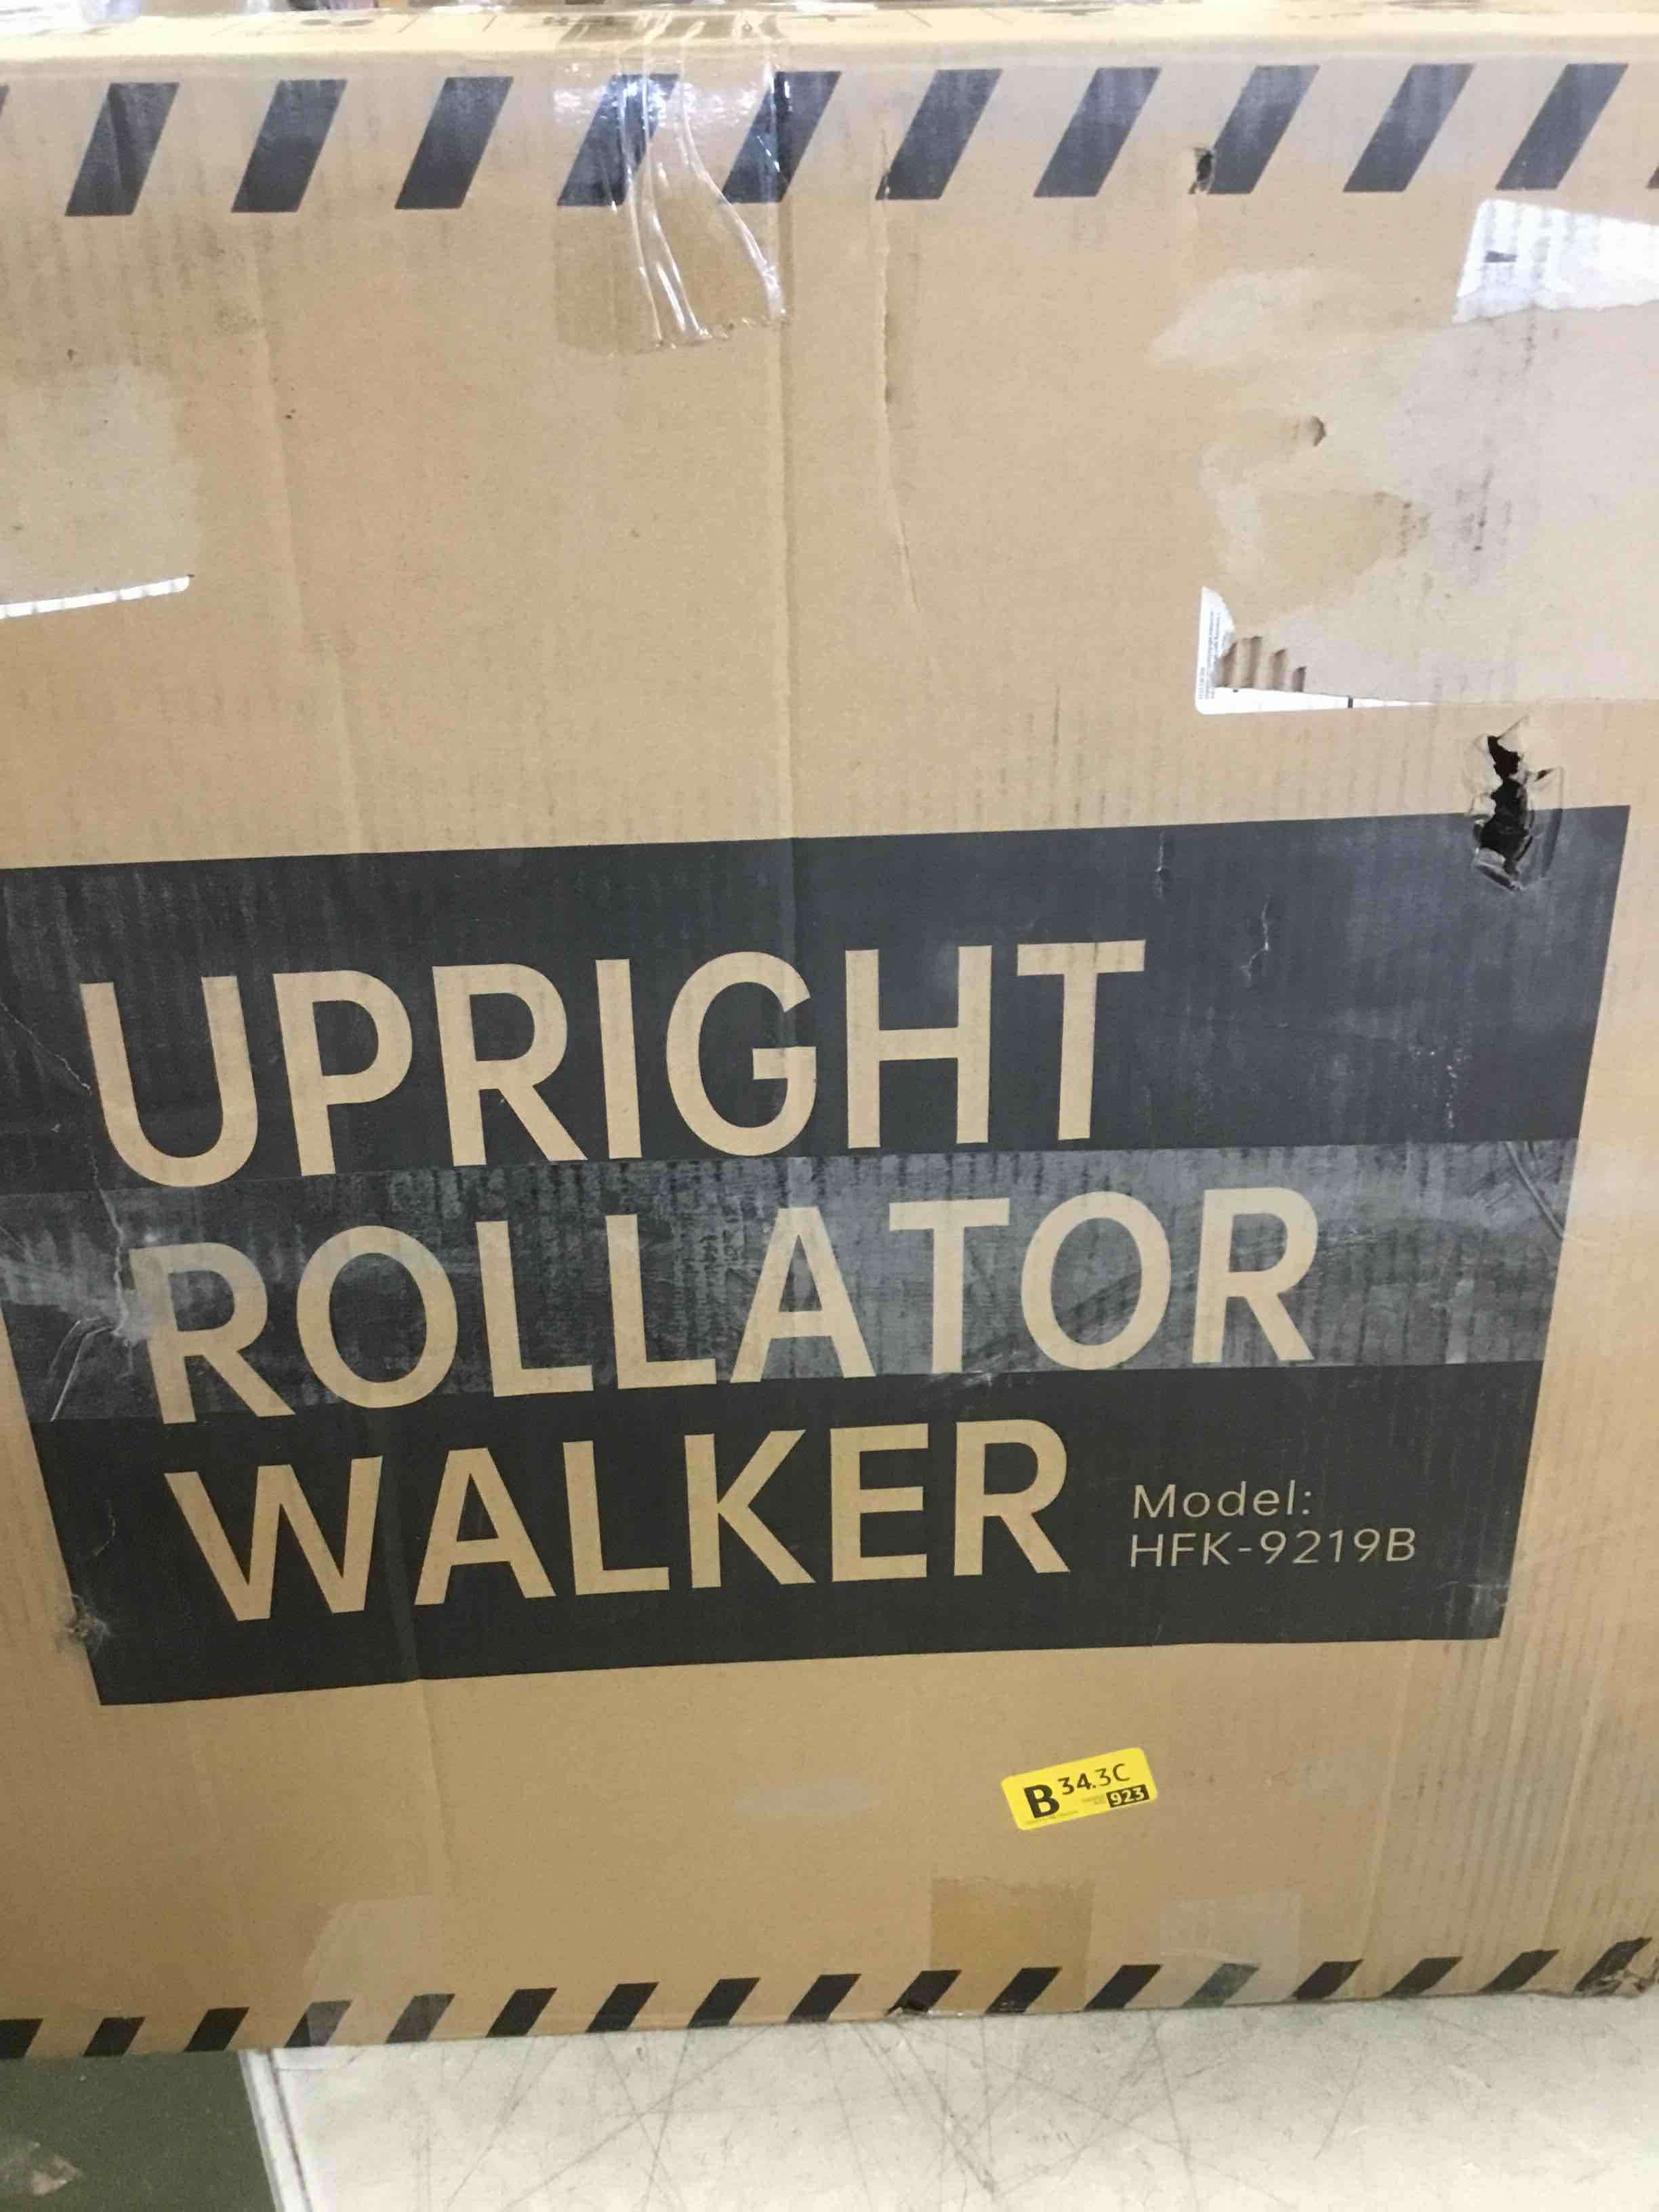 UPRIGHT
ROLLATOR
WALKER
Model:
HFK-9219B
B 34.3C
923